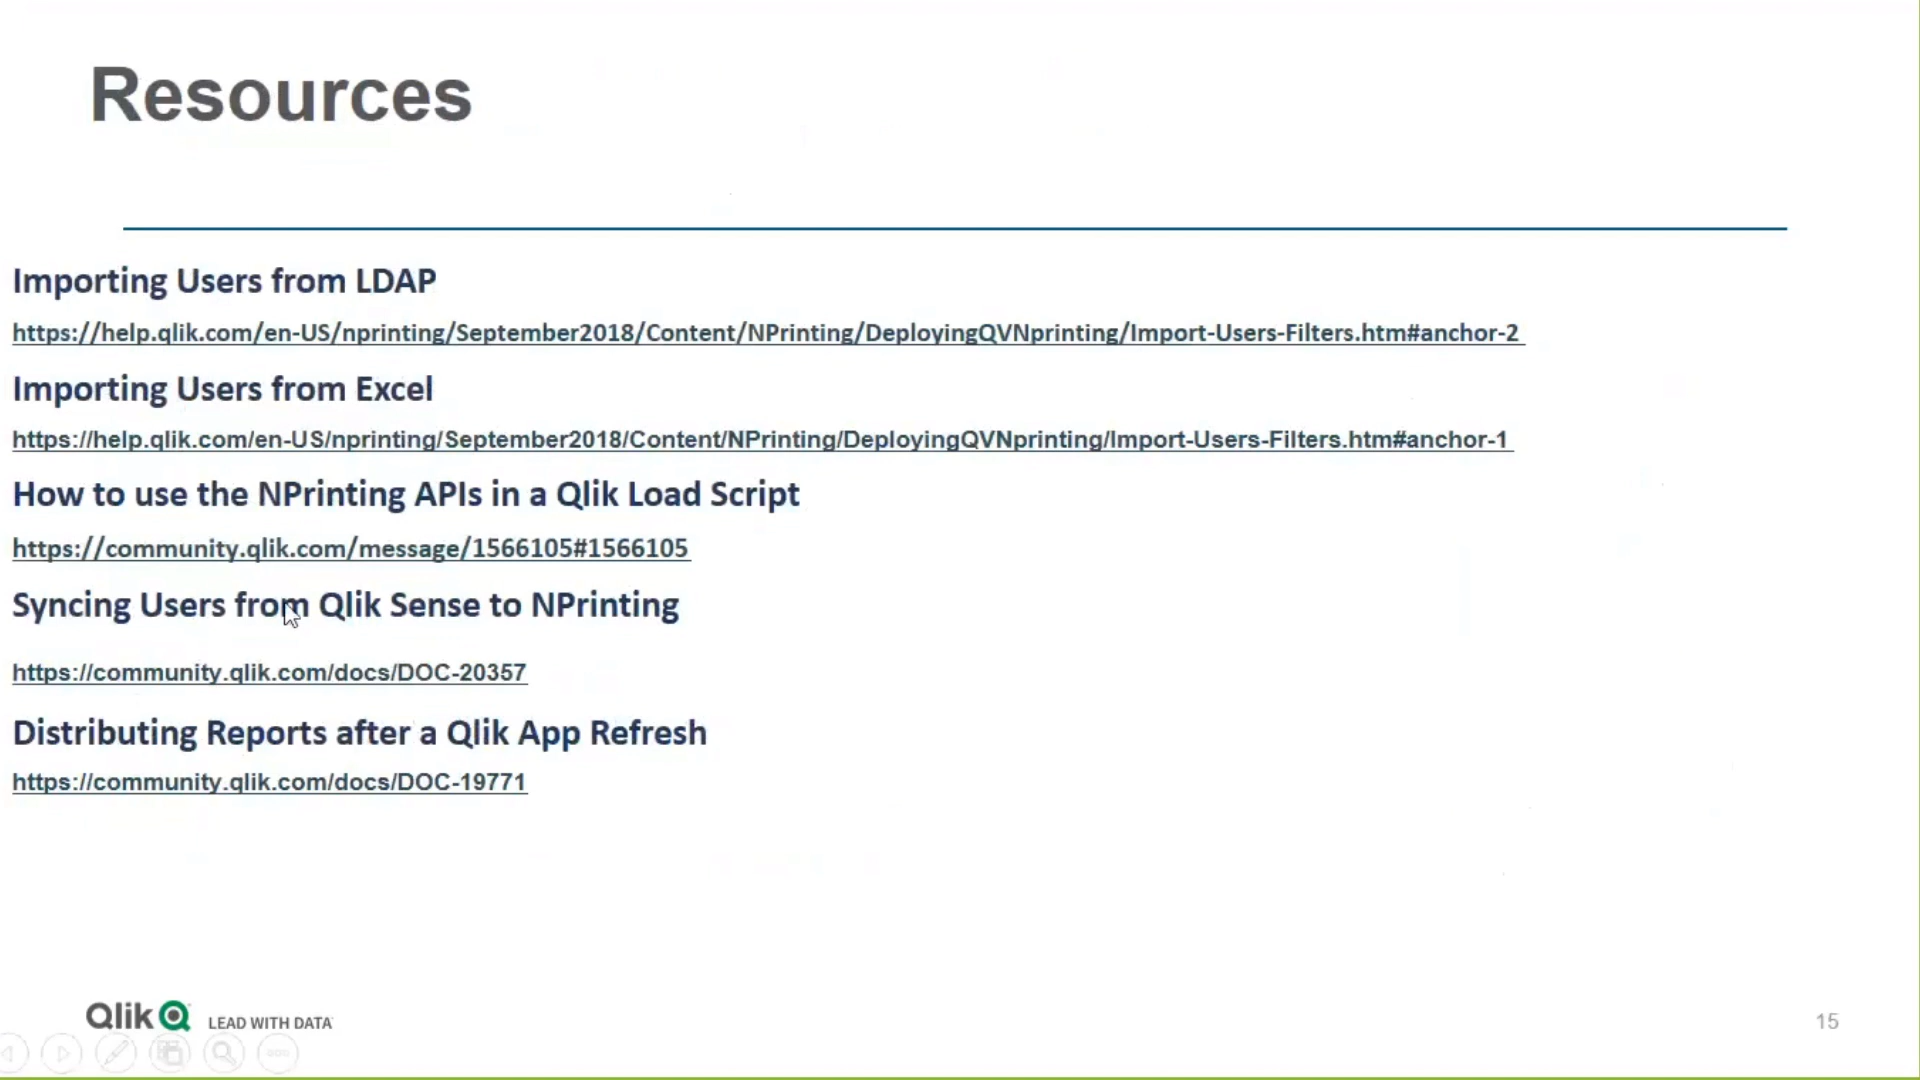 Resources
Importing Users from LDAP
https://help.qlik.com/en-US/nprinting/September2018/Content/NPrinting/DeployingQVNprinting/Import-Users-Filters.htm#anchor-2
Importing Users from Excel
https://help.qlik.com/en-US/nprinting/September2018/Content/NPrinting/DeployingQVNprinting/Import-Users-Filters.htm#anchor-1
How to use the NPrinting APIs in a Qlik Load Script
https://community.qlik.com/message/1566105#1566105
Syncing Users from Qlik Sense to NPrinting
https://community.qlik.com/docs/DOC-20357
Distributing Reports after a Qlik App Refresh
https://community.qlik.com/docs/DOC-19771
Qlik LEAD WITH DATA
15